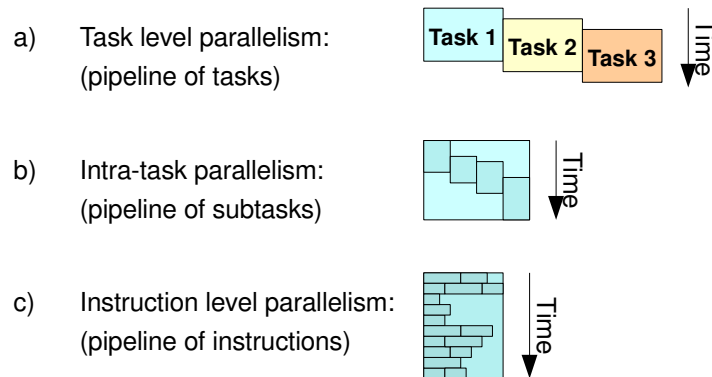 a) Task level parallelism:
(pipeline of tasks)
Task 1
Task 2
Task 3
Time
b) Intra-task parallelism:
(pipeline of subtasks)
Time
c) Instruction level parallelism:
(pipeline of instructions)
Time